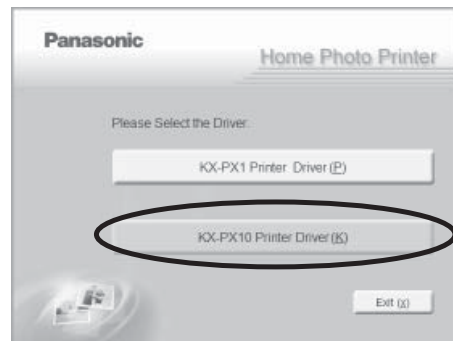 Panasonic
Home Photo Printer
Please Select the Driver.
KX-PX1 Printer Driver (P)
KX-PX10 Printer Driver (K)
Exit (x)